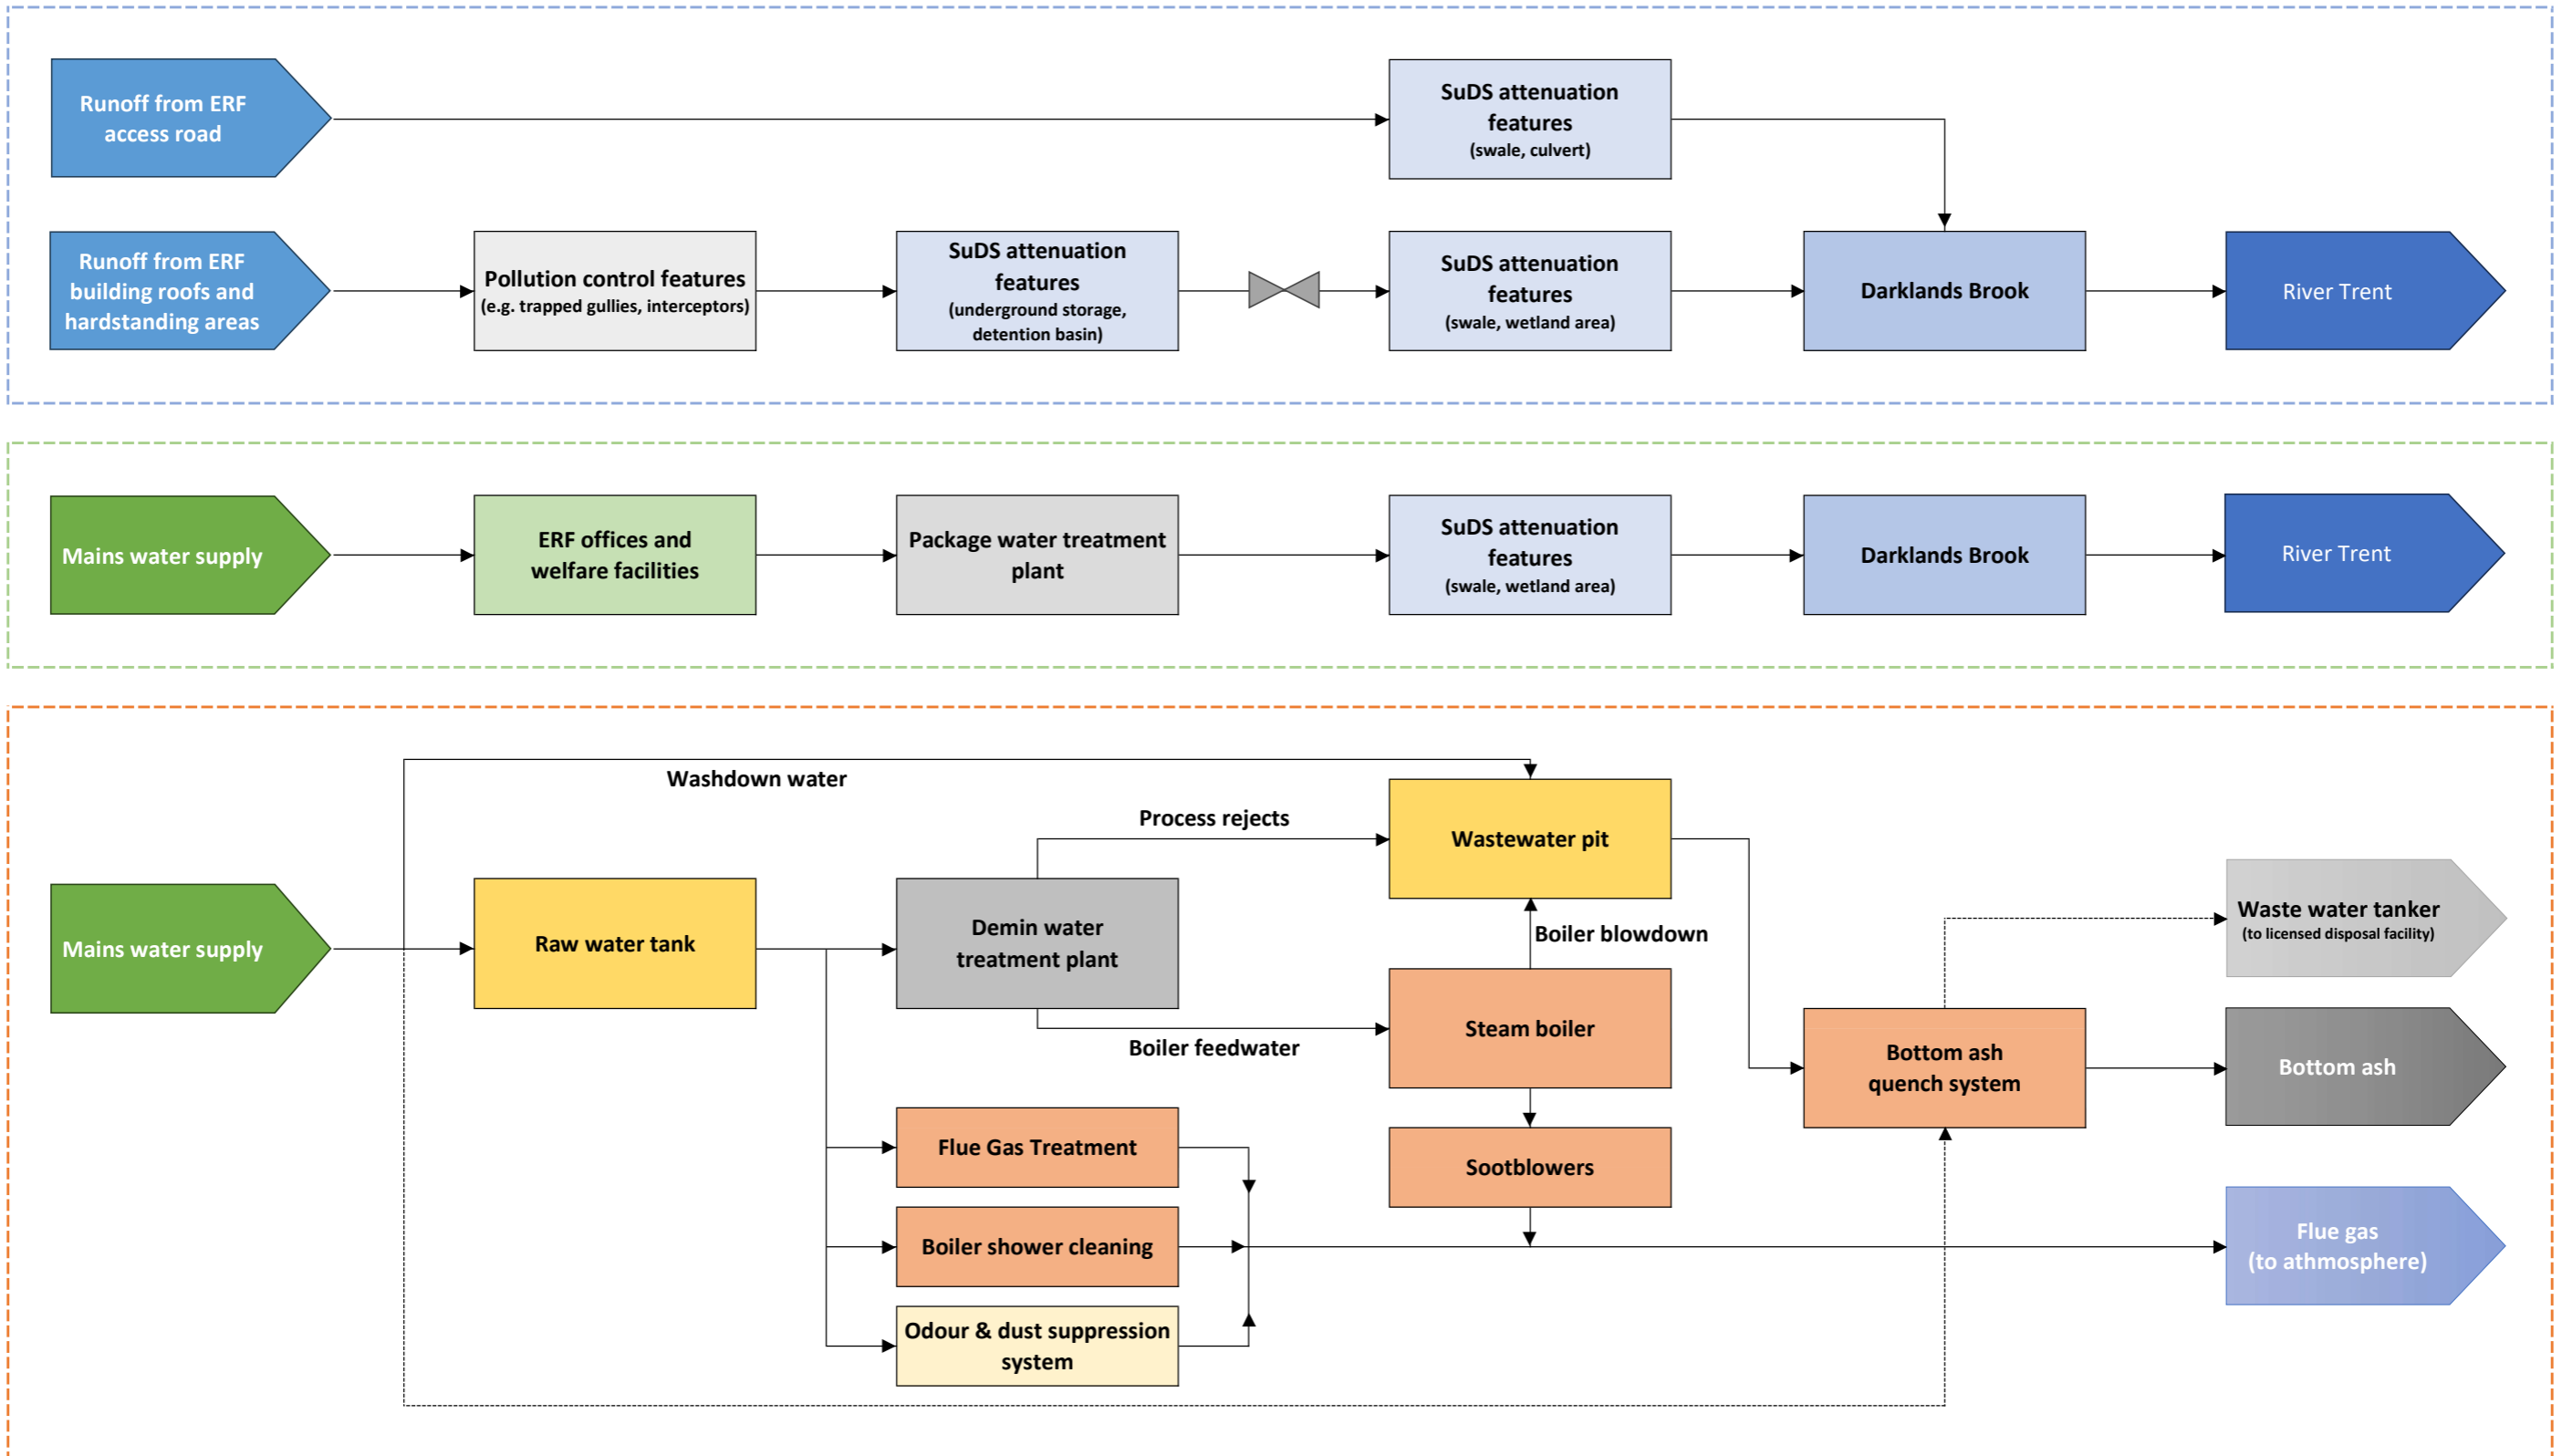 Runoff from ERF
access road
SuDS attenuation
features
(swale, culvert)
Runoff from ERF
building roofs and
hardstanding areas
Pollution control features
(e.g. trapped gullies, interceptors)
SuDS attenuation
features
(underground storage,
detention basin)
SuDS attenuation
features
(swale, wetland area)
Darklands Brook
River Trent
Mains water supply
ERF offices and
welfare facilities
Package water treatment
plant
SuDS attenuation
features
(swale, wetland area)
Darklands Brook
River Trent
Washdown water
Process rejects
Wastewater pit
Mains water supply
Raw water tank
Demin water
treatment plant
Boiler blowdown
Waste water tanker
(to licensed disposal facility)
Boiler feedwater
Steam boiler
Bottom ash
quench system
Bottom ash
Flue Gas Treatment
Sootblowers
Boiler shower cleaning
Flue gas
(to athmosphere)
Odour & dust suppression
system